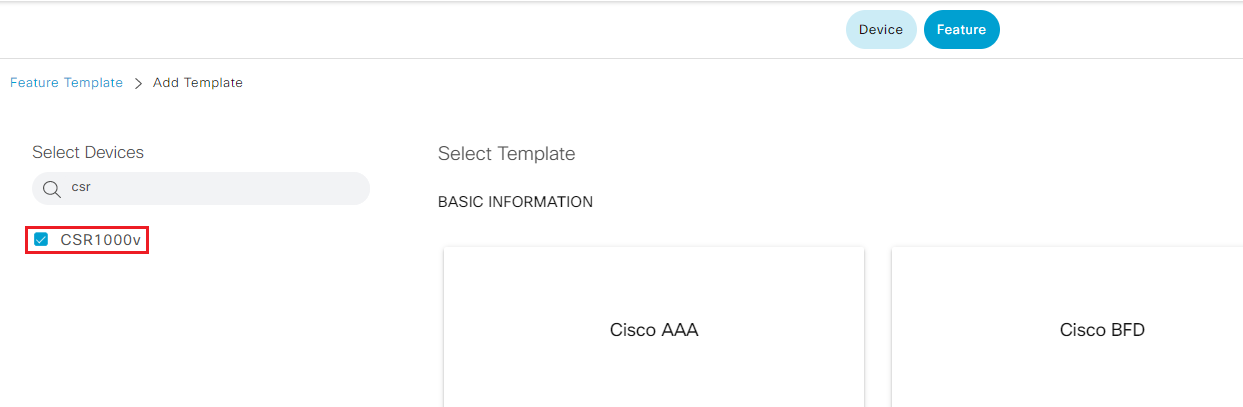 Device Feature
Feature Template > Add Template
Select Devices
csr
CSR1000v
Select Template
BASIC INFORMATION
Cisco AAA
Cisco BFD